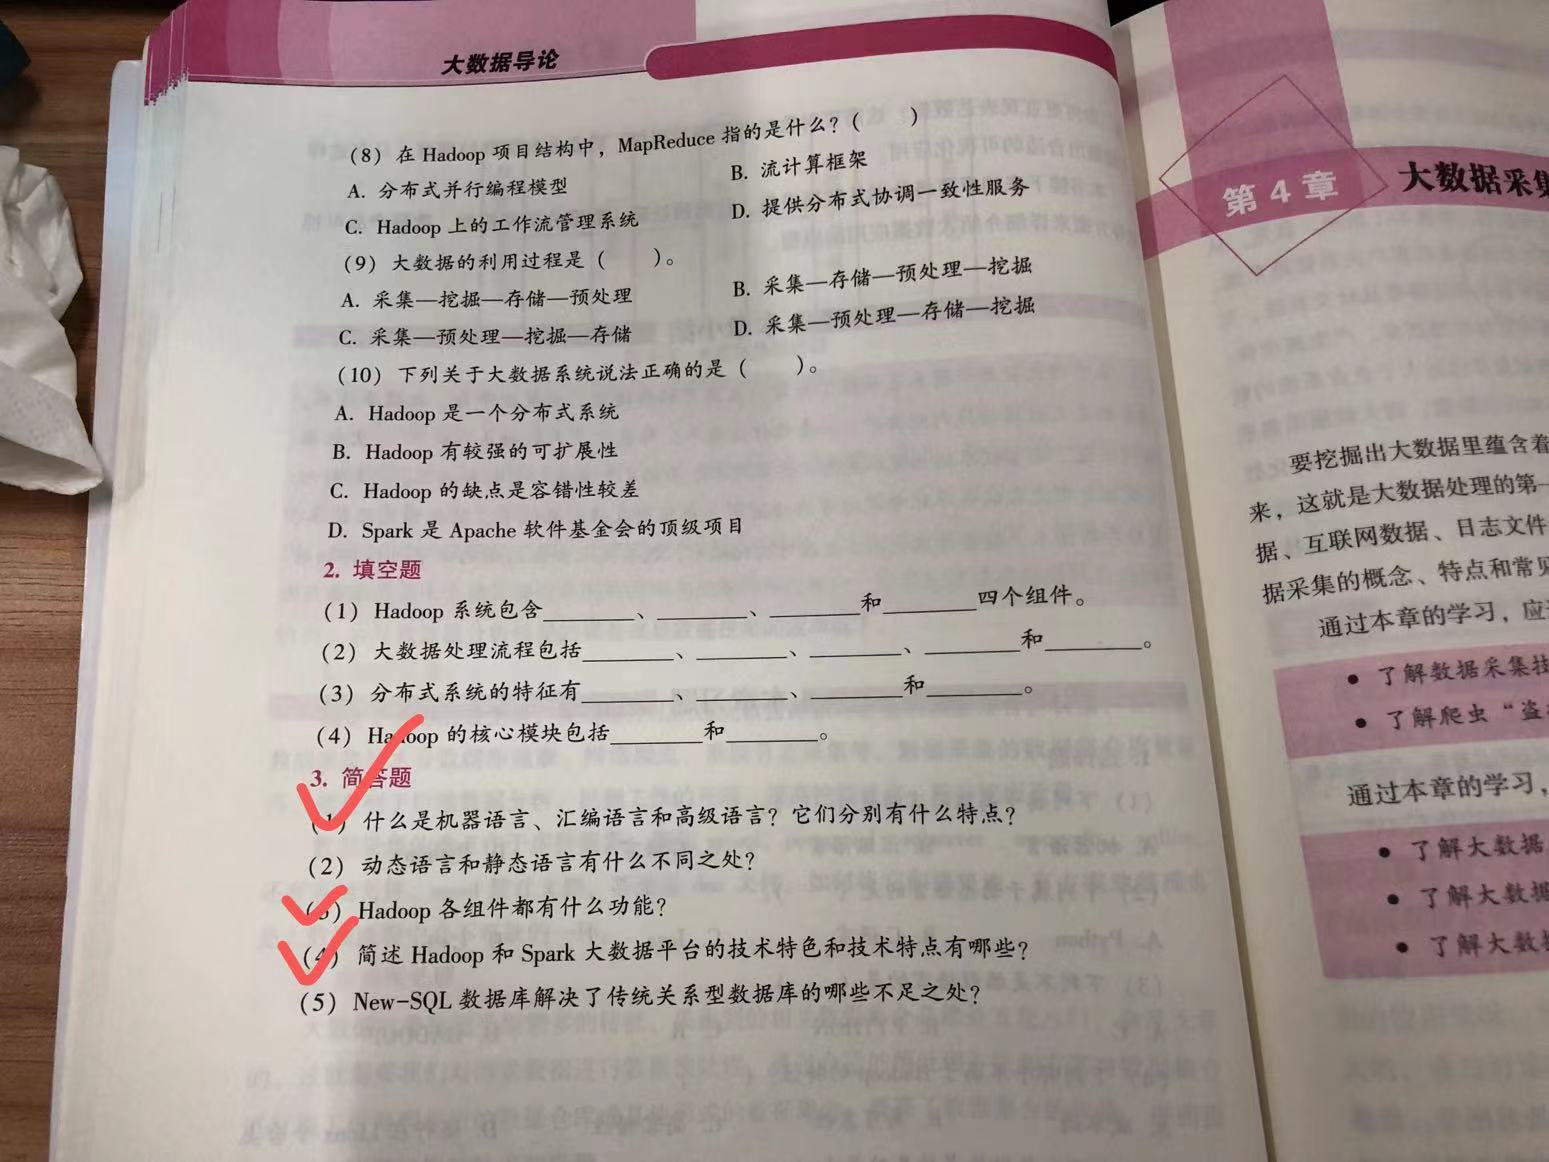 大数据导论
(8) 在 Hadoop 项目结构中，MapReduce 指的是什么？(　　)
A. 分布式并行编程模型　　B. 流计算框架
C. Hadoop 上的工作流管理系统　　D. 提供分布式协调一致性服务
(9) 大数据的利用过程是 (　　)。
A. 采集—挖掘—存储—预处理　　B. 采集—存储—预处理—挖掘
C. 采集—预处理—挖掘—存储　　D. 采集—预处理—存储—挖掘
(10) 下列关于大数据系统说法正确的是 (　　)。
A. Hadoop 是一个分布式系统
B. Hadoop 有较强的可扩展性
C. Hadoop 的缺点是容错性较差
D. Spark 是 Apache 软件基金会的顶级项目
2. 填空题
(1) Hadoop 系统包含________、________、________和________四个组件。
(2) 大数据处理流程包括________、________、________、________和________。
(3) 分布式系统的特征有________、________、________和________。
(4) Hadoop 的核心模块包括________和________。
3. 简答题
(1) 什么是机器语言、汇编语言和高级语言？它们分别有什么特点？
(2) 动态语言和静态语言有什么不同之处？
(3) Hadoop 各组件都有什么功能？
(4) 简述 Hadoop 和 Spark 大数据平台的技术特色和技术特点有哪些？
(5) New-SQL 数据库解决了传统关系型数据库的哪些不足之处？
第 4 章　大数据采集
要挖掘出大数据里蕴含着
来，这就是大数据处理的第一
据、互联网数据、日志文件
据采集的概念、特点和常见
通过本章的学习，应
• 了解数据采集技
• 了解爬虫“盗
通过本章的学习，
• 了解大数据
• 了解大数据
• 了解大数